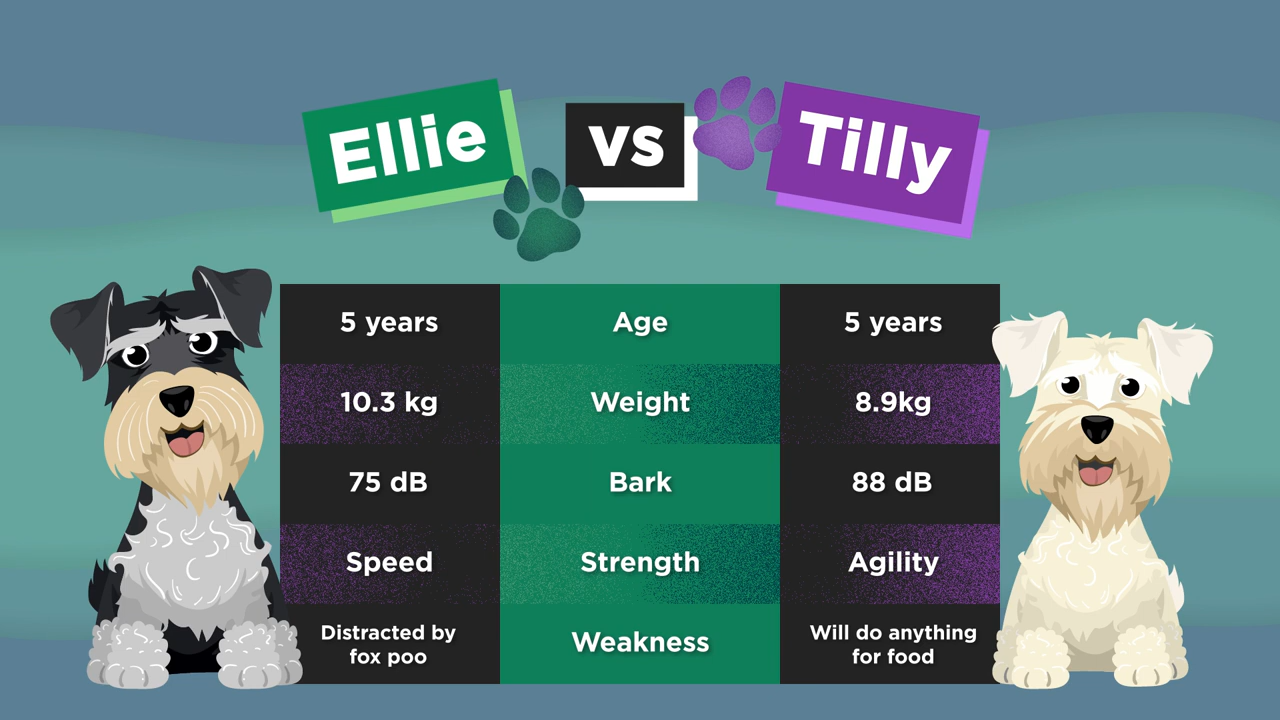 Ellie vs Tilly
5 years Age 5 years
10.3 kg Weight 8.9kg
75 dB Bark 88 dB
Speed Strength Agility
Distracted by
fox poo
Weakness
Will do anything
for food